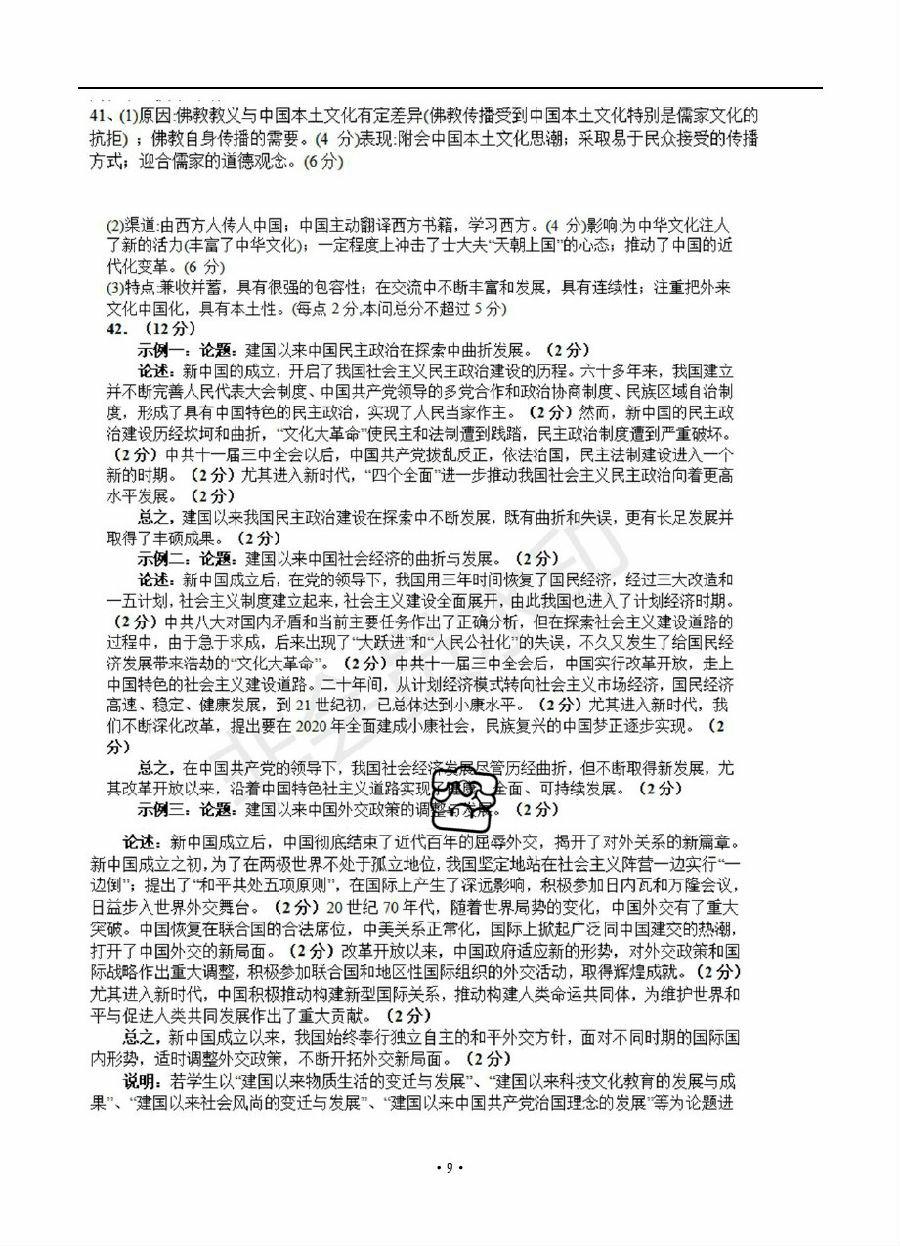 41、(1)原因:佛教教义与中国本土文化有定差异(佛教传播受到中国本土文化特别是儒家文化的
抗拒)；佛教自身传播的需要。(4 分)表现:附会中国本土文化思潮；采取易于民众接受的传播
方式；迎合儒家的道德观念。(6分)
(2)渠道:由西方人传人中国；中国主动翻译西方书籍，学习西方。(4 分)影响:为中华文化注人
了新的活力(丰富了中华文化)；一定程度上冲击了士大夫“天朝上国”的心态；推动了中国的近
代化变革。(6 分)
(3)特点:兼收并蓄，具有很强的包容性；在交流中不断丰富和发展，具有连续性；注重把外来
文化中国化，具有本土性。(每点2分,本问总分不超过5分)
42．（12分）
示例一：论题：建国以来中国民主政治在探索中曲折发展。（2分）
论述：新中国的成立，开启了我国社会主义民主政治建设的历程。六十多年来，我国建立
并不断完善人民代表大会制度、中国共产党领导的多党合作和政治协商制度、民族区域自治制
度，形成了具有中国特色的民主政治，实现了人民当家作主。（2分）然而，新中国的民主政
治建设历经坎坷和曲折，“文化大革命”使民主和法制遭到践踏，民主政治制度遭到严重破坏。
（2分）中共十一届三中全会以后，中国共产党拨乱反正，依法治国，民主法制建设进入一个
新的时期。（2分）尤其进入新时代，“四个全面”进一步推动我国社会主义民主政治向着更高
水平发展。（2分）
总之，建国以来我国民主政治建设在探索中不断发展，既有曲折和失误，更有长足发展并
取得了丰硕成果。（2分）
示例二：论题：建国以来中国社会经济的曲折与发展。（2分）
论述：新中国成立后，在党的领导下，我国用三年时间恢复了国民经济，经过三大改造和
一五计划，社会主义制度建立起来，社会主义建设全面展开，由此我国也进入了计划经济时期。
（2分）中共八大对国内矛盾和当前主要任务作出了正确分析，但在探索社会主义建设道路的
过程中，由于急于求成，后来出现了“大跃进”和“人民公社化”的失误，不久又发生了给国民经
济发展带来浩劫的“文化大革命”。（2分）中共十一届三中全会后，中国实行改革开放，走上
中国特色的社会主义建设道路。二十年间，从计划经济模式转向社会主义市场经济，国民经济
高速、稳定、健康发展，到21世纪初，已总体达到小康水平。（2分）尤其进入新时代，我
们不断深化改革，提出要在2020年全面建成小康社会，民族复兴的中国梦正逐步实现。（2
分）
总之，在中国共产党的领导下，我国社会经济发展尽管历经曲折，但不断取得新发展，尤
其改革开放以来，沿着中国特色社主义道路实现了健康、全面、可持续发展。（2分）
示例三：论题：建国以来中国外交政策的调整与发展。（2分）
论述：新中国成立后，中国彻底结束了近代百年的屈辱外交，揭开了对外关系的新篇章。
新中国成立之初，为了在两极世界不处于孤立地位，我国坚定地站在社会主义阵营一边实行“一
边倒”；提出了“和平共处五项原则”，在国际上产生了深远影响，积极参加日内瓦和万隆会议，
日益步入世界外交舞台。（2分）20世纪70年代，随着世界局势的变化，中国外交有了重大
突破。中国恢复在联合国的合法席位，中美关系正常化，国际上掀起广泛同中国建交的热潮，
打开了中国外交的新局面。（2分）改革开放以来，中国政府适应新的形势，对外交政策和国
际战略作出重大调整，积极参加联合国和地区性国际组织的外交活动，取得辉煌成就。（2分）
尤其进入新时代，中国积极推动构建新型国际关系，推动构建人类命运共同体，为维护世界和
平与促进人类共同发展作出了重大贡献。（2分）
总之，新中国成立以来，我国始终奉行独立自主的和平外交方针，面对不同时期的国际国
内形势，适时调整外交政策，不断开拓外交新局面。（2分）
说明：若学生以“建国以来物质生活的变迁与发展”、“建国以来科技文化教育的发展与成
果”、“建国以来社会风尚的变迁与发展”、“建国以来中国共产党治国理念的发展”等为论题进
·9·